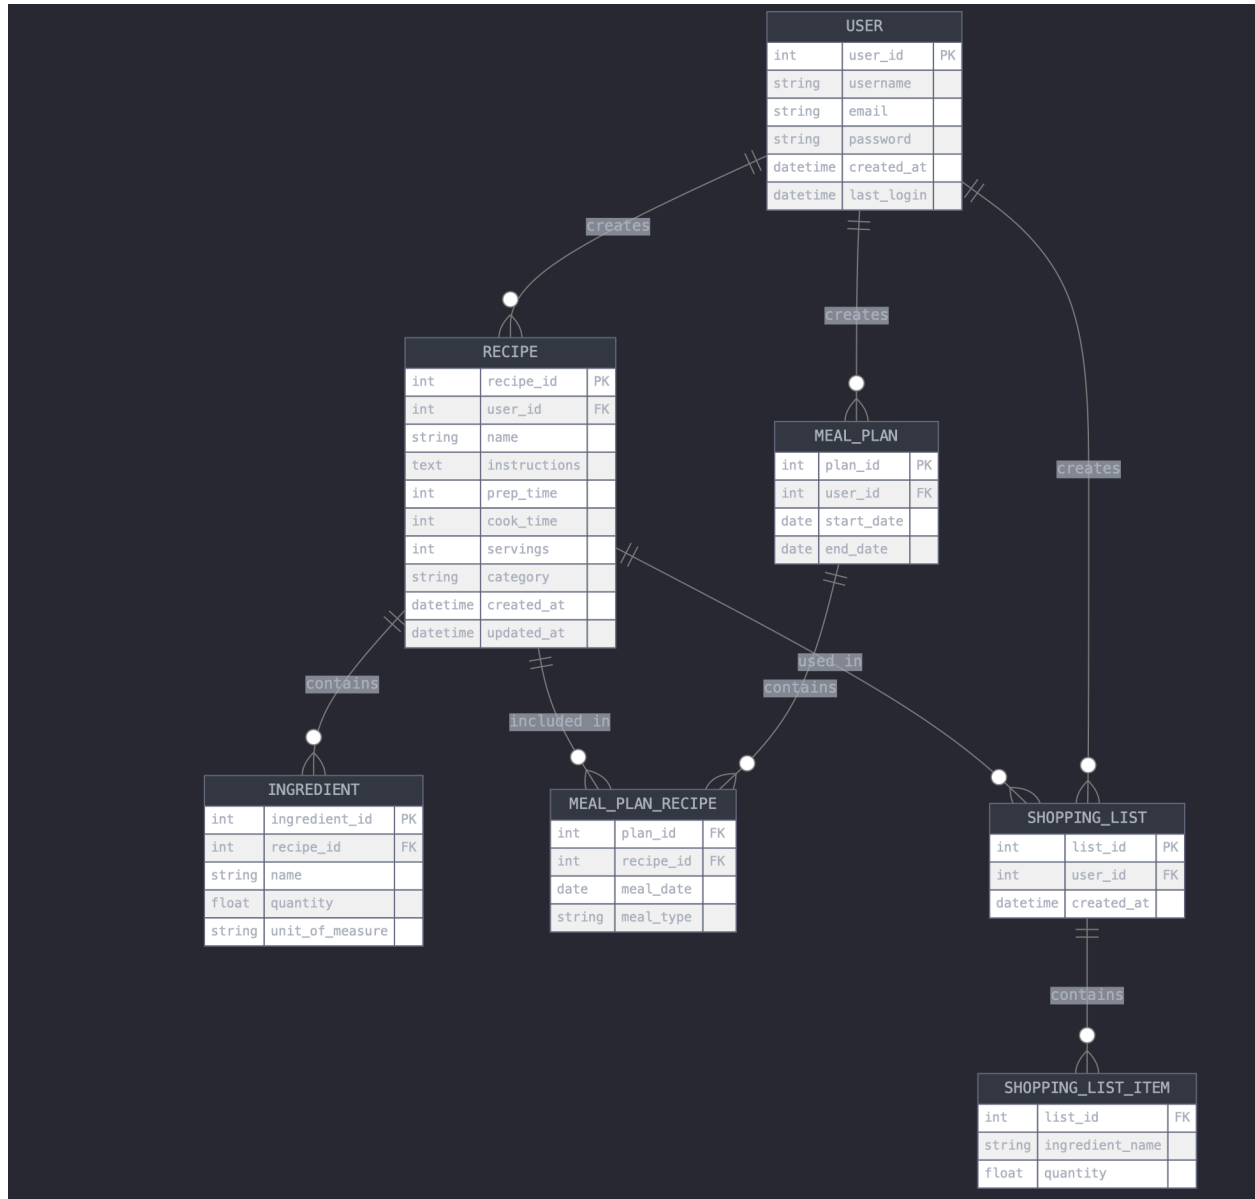 USER
int user_id PK
string username
string email
string password
datetime created_at
datetime last_login
creates
creates
creates
RECIPE
int recipe_id PK
int user_id FK
string name
text instructions
int prep_time
int cook_time
int servings
string category
datetime created_at
datetime updated_at
MEAL_PLAN
int plan_id PK
int user_id FK
date start_date
date end_date
used in
contains
contains
included in
INGREDIENT
int ingredient_id PK
int recipe_id FK
string name
float quantity
string unit_of_measure
MEAL_PLAN_RECIPE
int plan_id FK
int recipe_id FK
date meal_date
string meal_type
SHOPPING_LIST
int list_id PK
int user_id FK
datetime created_at
contains
SHOPPING_LIST_ITEM
int list_id FK
string ingredient_name
float quantity